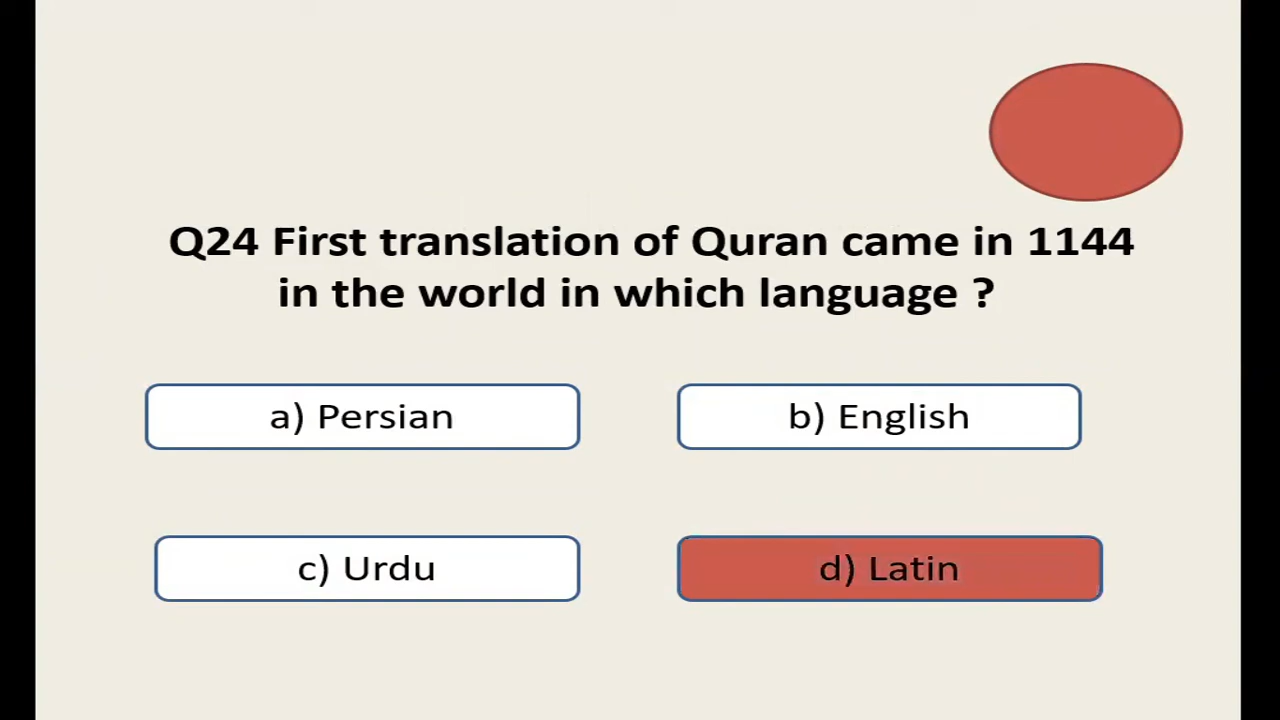 Q24 First translation of Quran came in 1144
in the world in which language ?
a) Persian
b) English
c) Urdu
d) Latin